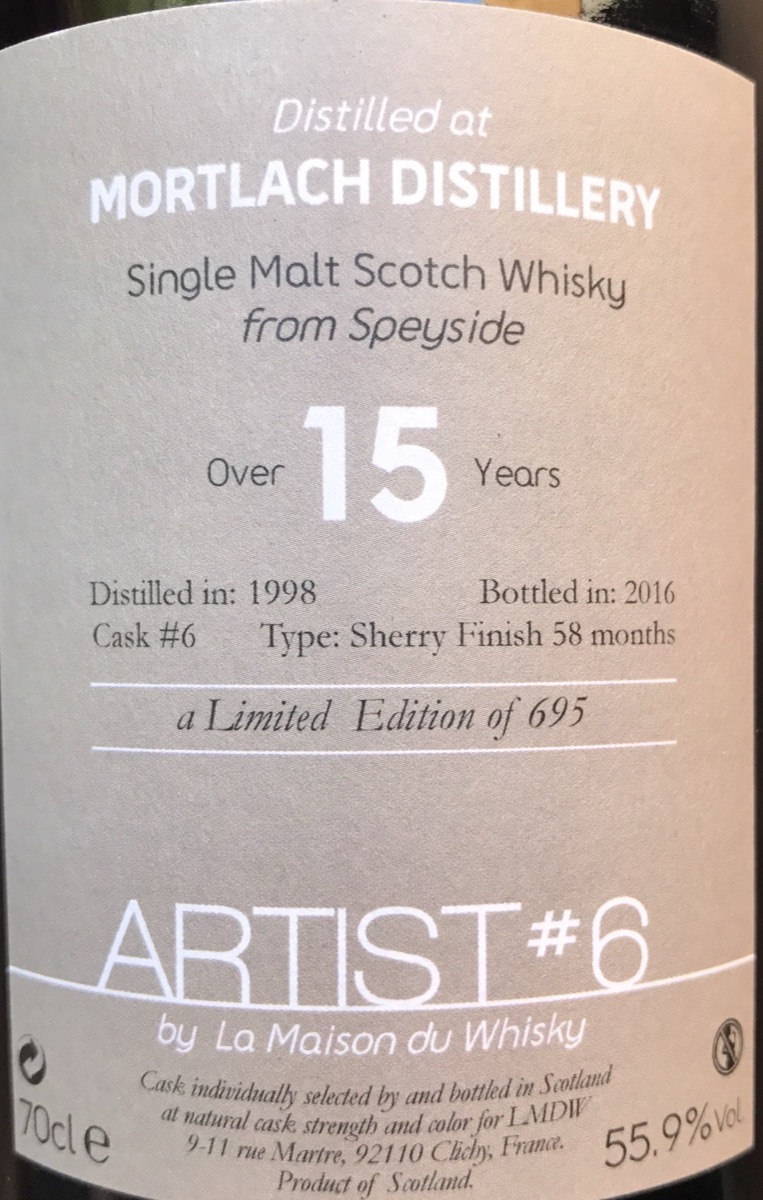 Distilled at
MORTLACH DISTILLERY
Single Malt Scotch Whisky
from Speyside
Over 15 Years
Distilled in: 1998 Bottled in: 2016
Cask #6 Type: Sherry Finish 58 months
a Limited Edition of 695
ARTIST #6
by La Maison du Whisky
Cask individually selected by and bottled in Scotland
at natural cask strength and color for LMDW
9-11 rue Martre, 92110 Clichy, France.
Product of Scotland.
70cl e
55.9% Vol.